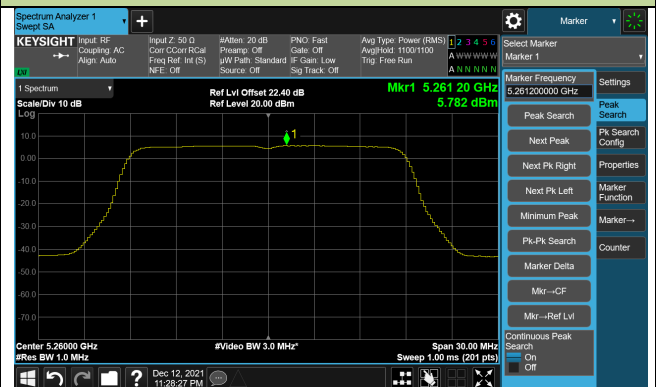 Spectrum Analyzer 1
Swept SA
+
Marker
KEYSIGHT
Input: RF
Coupling: AC
Align: Auto
Input Z: 50 Ω
Corr CCorr RCal
Freq Ref: Int (S)
NFE: Off
#Atten: 20 dB
Preamp: Off
µW Path: Standard
Source: Off
PNO: Fast
Gate: Off
IF Gain: Low
Sig Track: Off
Avg Type: Power (RMS)
Avg|Hold: 1100/1100
Trig: Free Run
1 2 3 4 5 6
A W W W W W
A N N N N N
LXI
Select Marker
Marker 1
1 Spectrum
Scale/Div 10 dB
Log
Ref Lvl Offset 22.40 dB
Ref Level 20.00 dBm
Mkr1 5.261 20 GHz
5.782 dBm
1
10.0
0.00
-10.0
-20.0
-30.0
-40.0
-50.0
-60.0
-70.0
Center 5.26000 GHz
#Res BW 1.0 MHz
#Video BW 3.0 MHz*
Span 30.00 MHz
Sweep 1.00 ms (201 pts)
Marker Frequency
5.261200000 GHz
Peak Search
Next Peak
Next Pk Right
Next Pk Left
Minimum Peak
Pk-Pk Search
Marker Delta
Mkr→CF
Mkr→Ref Lvl
Continuous Peak
Search
On
Off
Settings
Peak
Search
Pk Search
Config
Properties
Marker
Function
Marker→
Counter
?
Dec 12, 2021
11:28:27 PM